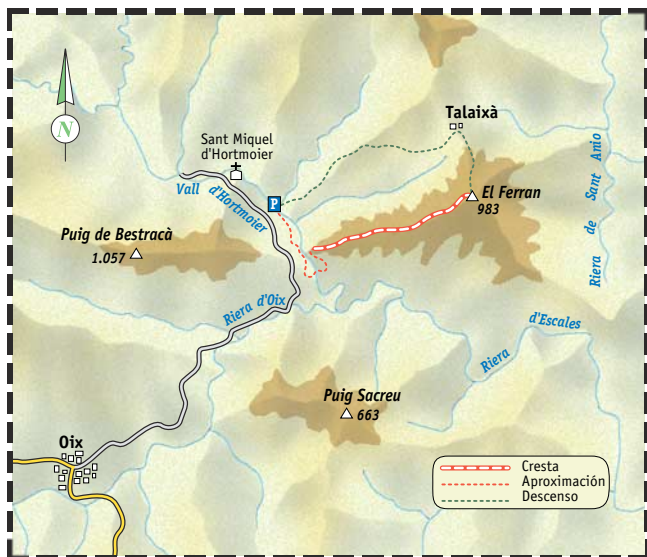 N
Talaixà
Sant Miquel
d'Hortmoier
Vall
d'Hortmoier
P
El Ferran
983
Riera de Sant Anio
Puig de Bestracà
1.057
Riera d'Oix
Riera
d'Escales
Puig Sacreu
663
Oix
Cresta
Aproximación
Descenso